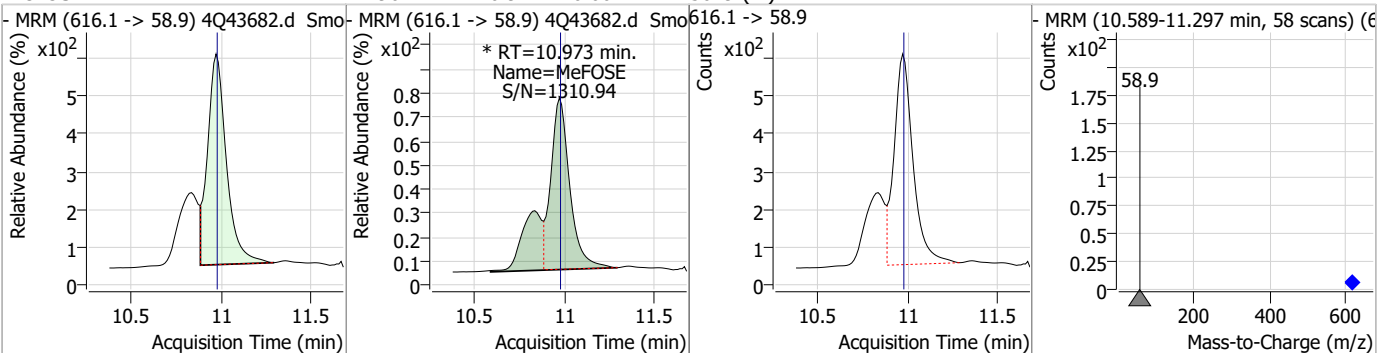 - MRM (616.1 -> 58.9) 4Q43682.d Smo
x10²
Relative Abundance (%)
5
4
3
2
1
0
10.5
11
11.5
Acquisition Time (min)
- MRM (616.1 -> 58.9) 4Q43682.d Smo
x10²
Relative Abundance (%)
* RT=10.973 min.
Name=MeFOSE
S/N=1310.94
0.8
0.7
0.6
0.5
0.4
0.3
0.2
0.1
0
10.5
11
11.5
Acquisition Time (min)
616.1 -> 58.9
x10²
Counts
5
4
3
2
1
0
10.5
11
11.5
Acquisition Time (min)
- MRM (10.589-11.297 min, 58 scans) (6
x10²
Counts
58.9
1.75
1.5
1.25
1
0.75
0.5
0.25
0
200
400
600
Mass-to-Charge (m/z)